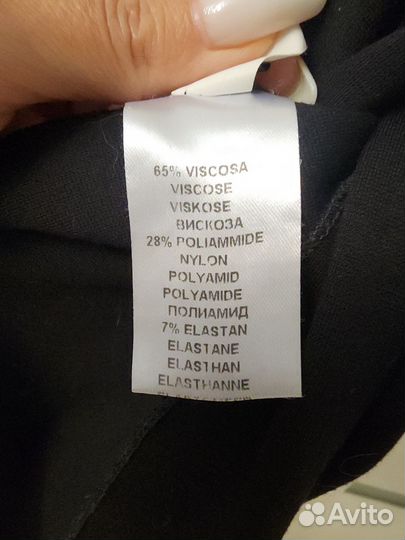 65% VISCOSA
VISCOSE
VISKOSE
ВИСКОЗА
28% POLIAMMIDE
NYLON
POLYAMID
POLYAMIDE
ПОЛИАМИД
7% ELASTAN
ELASTANE
ELASTHAN
ELASTHANNE
Avito